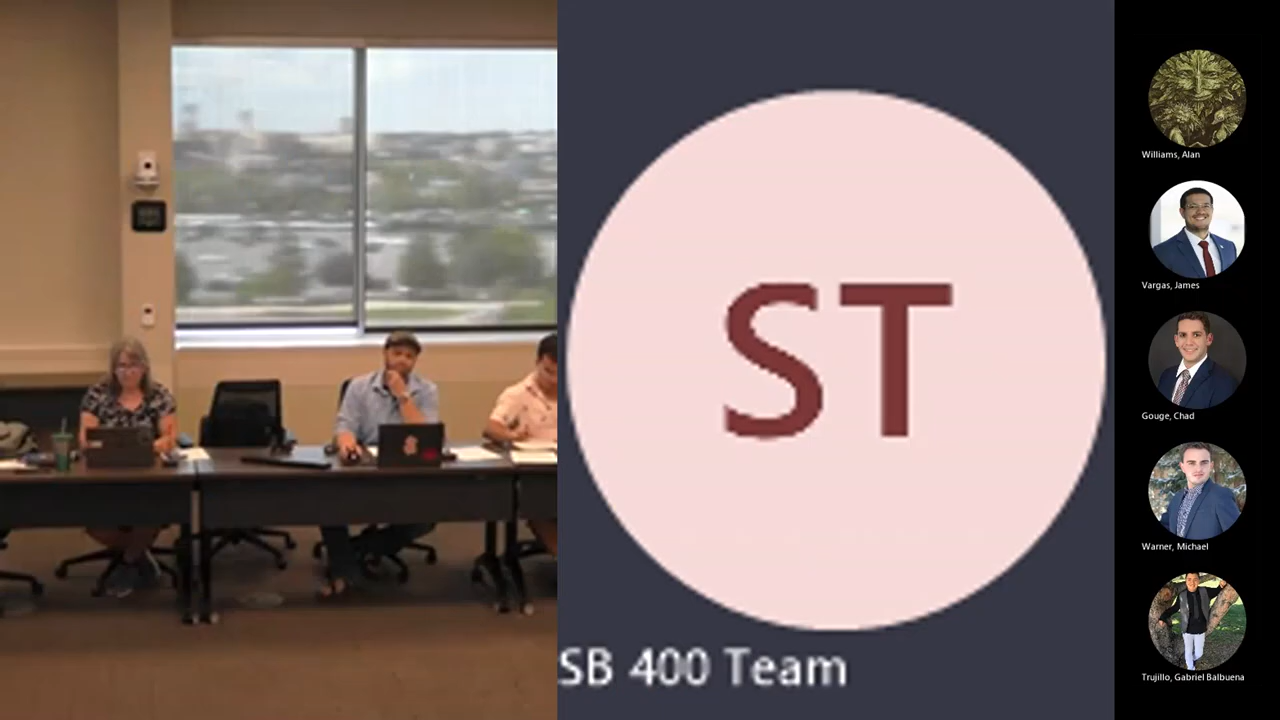 ST
SB 400 Team
Williams, Alan
Vargas, James
Gouge, Chad
Warner, Michael
Trujillo, Gabriel Balbuena